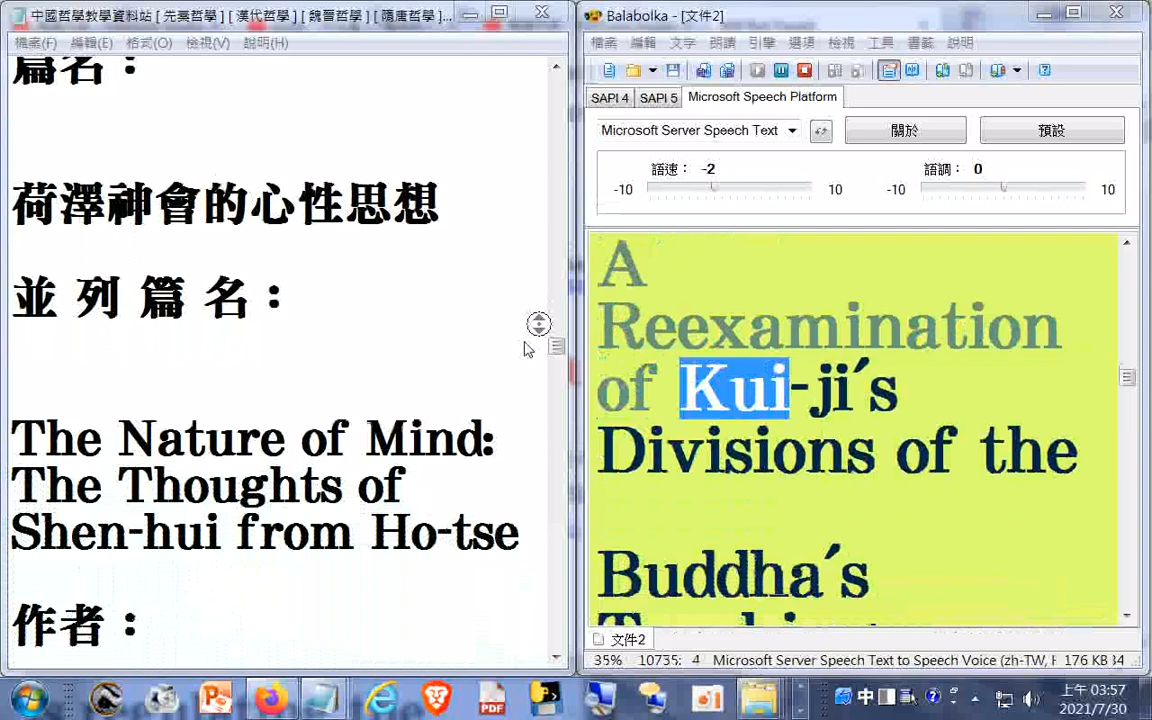 中國哲學教學資料站 [ 先秦哲學 ] [ 漢代哲學 ] [ 魏晉哲學 ] [ 隋唐哲學 ]...
檔案(F) 編輯(E) 格式(O) 檢視(V) 說明(H)
篇名：
荷澤神會的心性思想
並 列 篇 名：
The Nature of Mind:
The Thoughts of
Shen-hui from Ho-tse
作者：
Balabolka - [文件2]
檔案 編輯 文字 朗讀 引擎 選項 檢視 工具 書籤 說明
SAPI 4 SAPI 5 Microsoft Speech Platform
Microsoft Server Speech Text 關於 預設
語速： -2 語調： 0
-10 10 -10 10
A
Reexamination
of Kui-ji´s
Divisions of the
Buddha´s
文件2
35% 10735: 4 Microsoft Server Speech Text to Speech Voice (zh-TW, H 176 KB
中
上午 03:57
2021/7/30